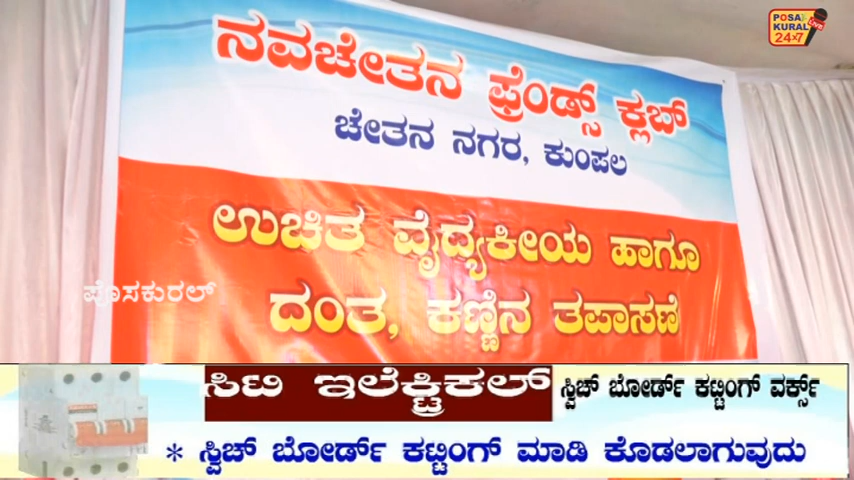 POSA
KURAL
24x7
Live
ನವಚೇತನ ಫ್ರೆಂಡ್ಸ್ ಕ್ಲಬ್
ಚೇತನ ನಗರ, ಕುಂಪಲ
ಉಚಿತ ವೈದ್ಯಕೀಯ ಹಾಗೂ
ದಂತ, ಕಣ್ಣಿನ ತಪಾಸಣೆ
ಪೊಸಕುರಲ್
ಸಿಟಿ ಇಲೆಕ್ಟ್ರಿಕಲ್ ಸ್ವಿಚ್ ಬೋರ್ಡ್ ಕಟ್ಟಿಂಗ್ ವರ್ಕ್ಸ್
* ಸ್ವಿಚ್ ಬೋರ್ಡ್ ಕಟ್ಟಿಂಗ್ ಮಾಡಿ ಕೊಡಲಾಗುವುದು